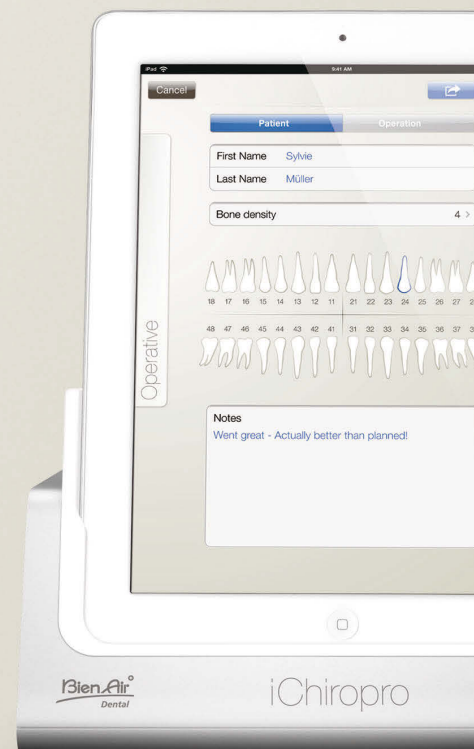 iPad
9:41 AM
Cancel
Patient
Operation
First Name Sylvie
Last Name Müller
Bone density 4 >
18 17 16 15 14 13 12 11 21 22 23 24 25 26 27
48 47 46 45 44 43 42 41 31 32 33 34 35 36 37
Operative
Notes
Went great - Actually better than planned!
Bien Air
Dental
iChiropro